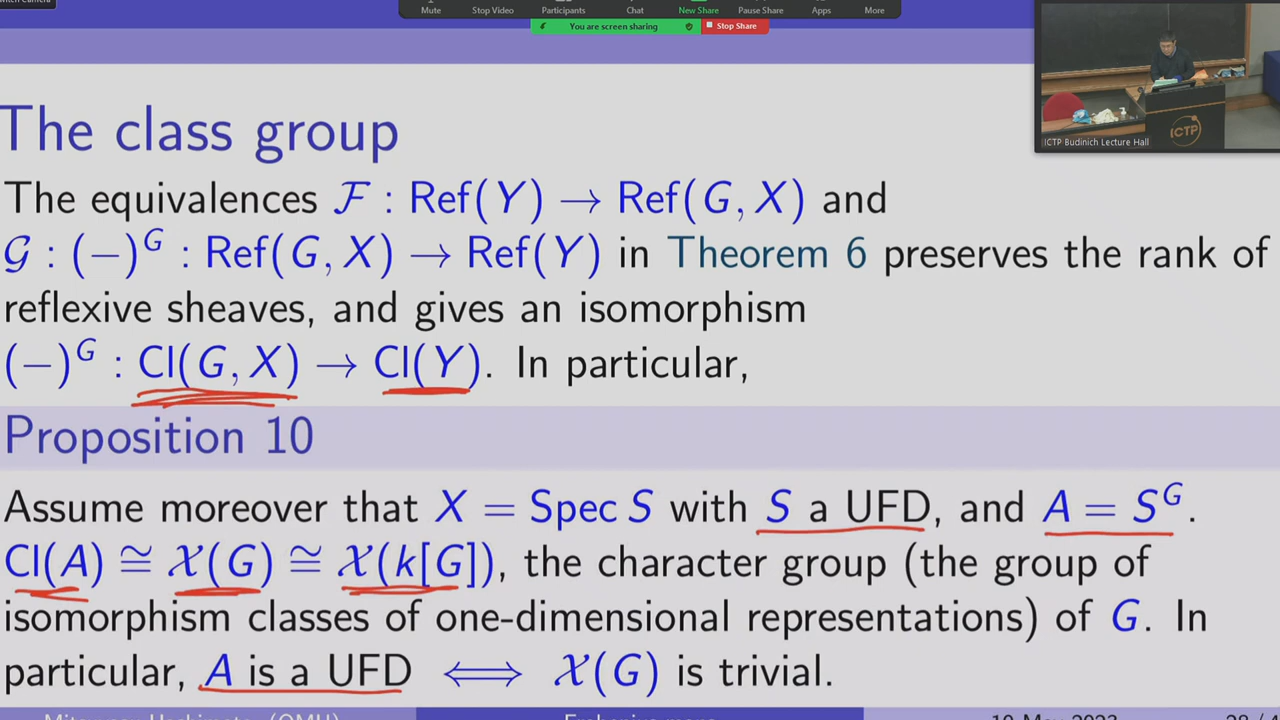 Mute Stop Video Participants Chat New Share Pause Share Apps More
You are screen sharing Stop Share
ICTP
ICTP Budinich Lecture Hall
The class group
The equivalences ℱ : Ref(Y) → Ref(G, X) and
𝒢 : (−)^G : Ref(G, X) → Ref(Y) in Theorem 6 preserves the rank of
reflexive sheaves, and gives an isomorphism
(−)^G : Cl(G, X) → Cl(Y). In particular,
Proposition 10
Assume moreover that X = Spec S with S a UFD, and A = S^G.
Cl(A) ≅ 𝒳(G) ≅ 𝒳(k[G]), the character group (the group of
isomorphism classes of one-dimensional representations) of G. In
particular, A is a UFD ⟺ 𝒳(G) is trivial.